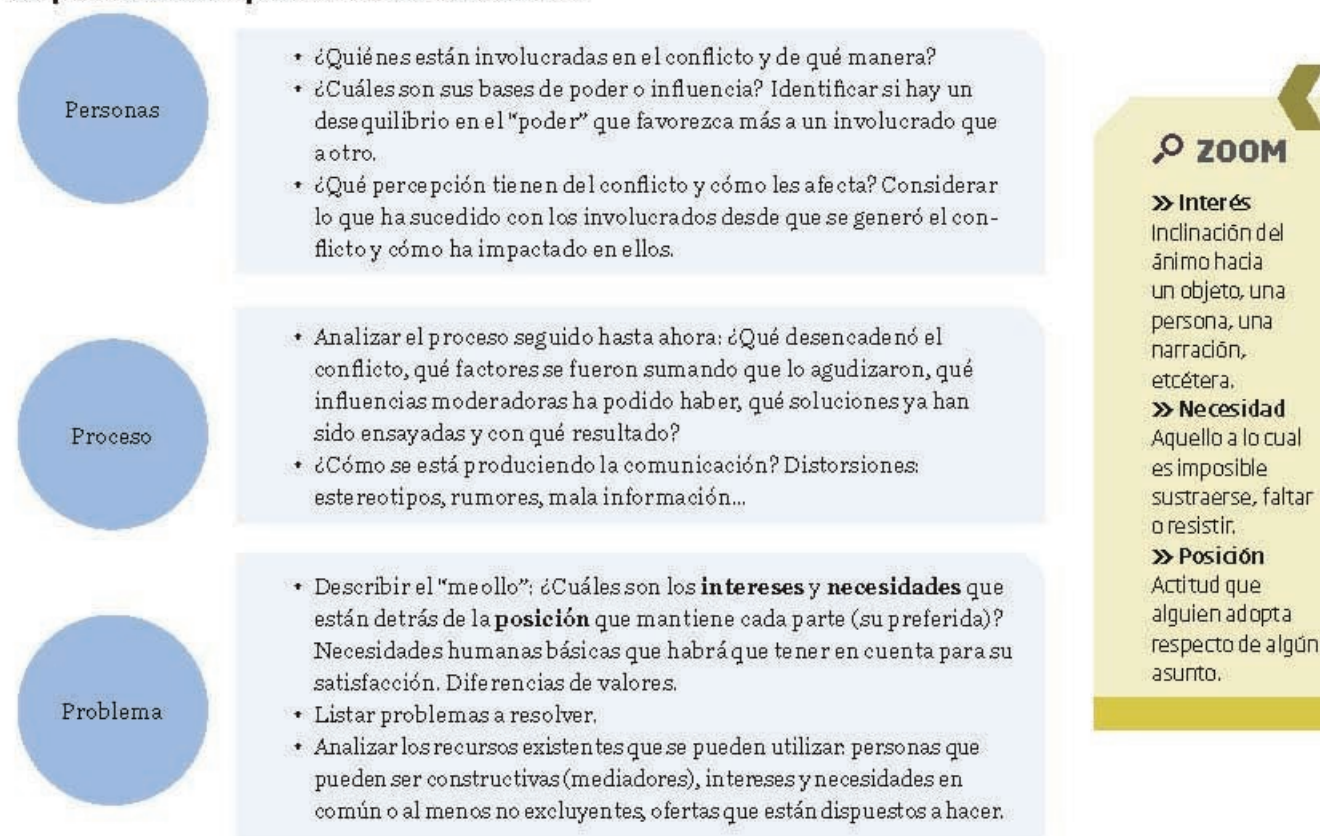 Personas
• ¿Quiénes están involucradas en el conflicto y de qué manera?
• ¿Cuáles son sus bases de poder o influencia? Identificar si hay un
desequilibrio en el "poder" que favorezca más a un involucrado que
a otro.
• ¿Qué percepción tienen del conflicto y cómo les afecta? Considerar
lo que ha sucedido con los involucrados desde que se generó el con-
flicto y cómo ha impactado en ellos.
Proceso
• Analizar el proceso seguido hasta ahora: ¿Qué desencadenó el
conflicto, qué factores se fueron sumando que lo agudizaron, qué
influencias moderadoras ha podido haber, qué soluciones ya han
sido ensayadas y con qué resultado?
• ¿Cómo se está produciendo la comunicación? Distorsiones:
estereotipos, rumores, mala información...
Problema
• Describir el "meollo": ¿Cuáles son los intereses y necesidades que
están detrás de la posición que mantiene cada parte (su preferida)?
Necesidades humanas básicas que habrá que tener en cuenta para su
satisfacción. Diferencias de valores.
• Listar problemas a resolver.
• Analizar los recursos existentes que se pueden utilizar: personas que
pueden ser constructivas (mediadores), intereses y necesidades en
común o al menos no excluyentes, ofertas que están dispuestos a hacer.
ZOOM
» Interés
Inclinación del
ánimo hacia
un objeto, una
persona, una
narración,
etcétera.
» Necesidad
Aquello a lo cual
es imposible
sustraerse, faltar
o resistir.
» Posición
Actitud que
alguien adopta
respecto de algún
asunto.